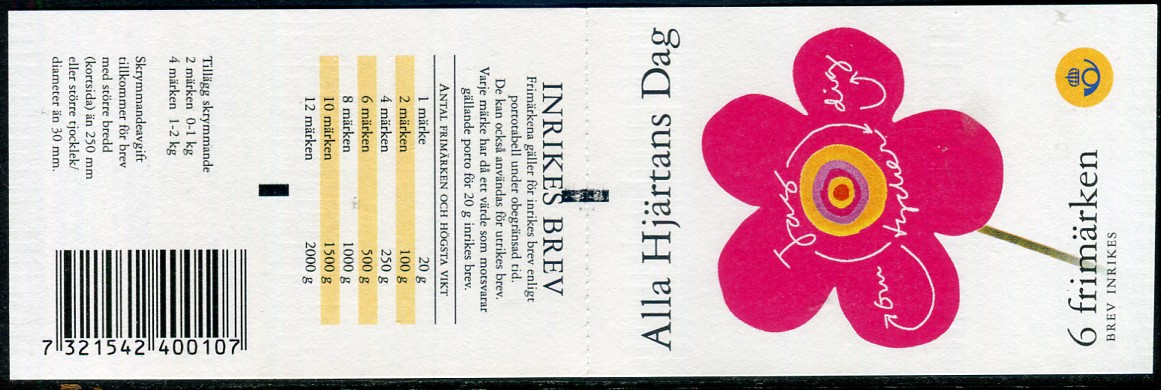 Alla Hjärtans Dag
Jag
tycker
om
dig
6 frimärken
BREV INRIKES
INRIKES BREV
Frimärkena gäller för inrikes brev enligt
portotabell under obegränsad tid.
De kan också användas för utrikes brev.
Varje märke har då ett värde som motsvarar
gällande porto för 20 g inrikes brev.
ANTAL FRIMÄRKEN OCH HÖGSTA VIKT
1 märke 20 g
2 märken 100 g
4 märken 250 g
6 märken 500 g
8 märken 1000 g
10 märken 1500 g
12 märken 2000 g
Tillägg skrymmande
2 märken 0-1 kg
4 märken 1-2 kg
Skrymmandeavgift
tillkommer för brev
med större bredd
(kortsida) än 250 mm
eller större tjocklek/
diameter än 30 mm.
7 321542 400107